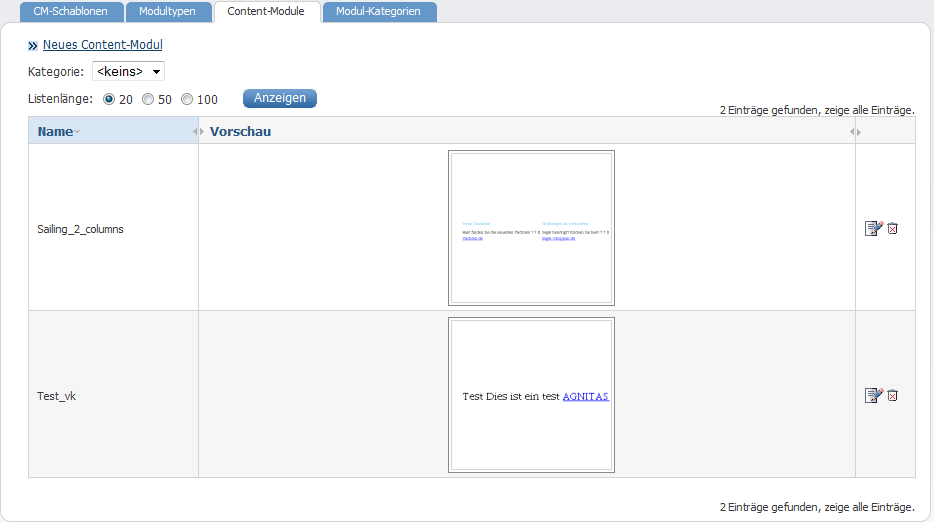 CM-Schablonen Modultypen Content-Module Modul-Kategorien
Neues Content-Modul
Kategorie: <keins>
Listenlänge: 20 50 100 Anzeigen
2 Einträge gefunden, zeige alle Einträge.
Name Vorschau
Sailing_2_columns
Test_vk
Test Dies ist ein test AGNITAS
2 Einträge gefunden, zeige alle Einträge.